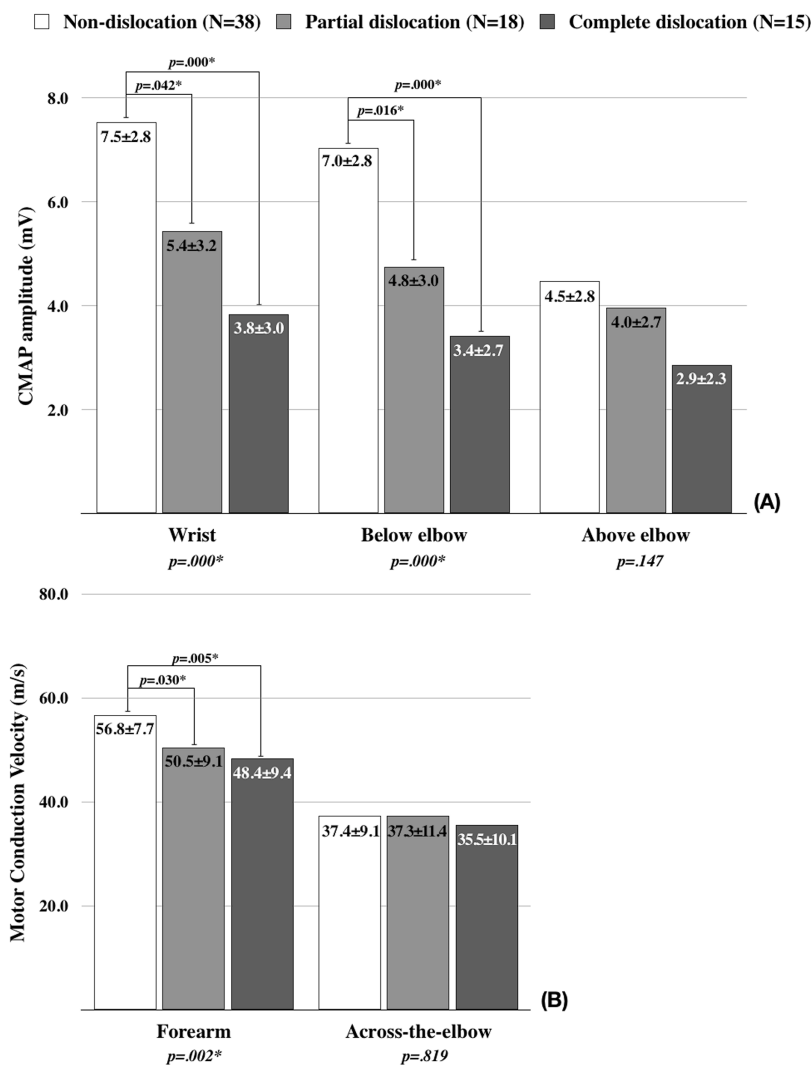 Non-dislocation (N=38) Partial dislocation (N=18) Complete dislocation (N=15)
p=.000*
p=.042*
p=.000*
p=.016*
8.0
6.0
4.0
2.0
CMAP amplitude (mV)
7.5±2.8
5.4±3.2
3.8±3.0
7.0±2.8
4.8±3.0
3.4±2.7
4.5±2.8
4.0±2.7
2.9±2.3
(A)
Wrist Below elbow Above elbow
p=.000* p=.000* p=.147
80.0
60.0
40.0
20.0
Motor Conduction Velocity (m/s)
p=.005*
p=.030*
56.8±7.7
50.5±9.1
48.4±9.4
37.4±9.1
37.3±11.4
35.5±10.1
(B)
Forearm Across-the-elbow
p=.002* p=.819